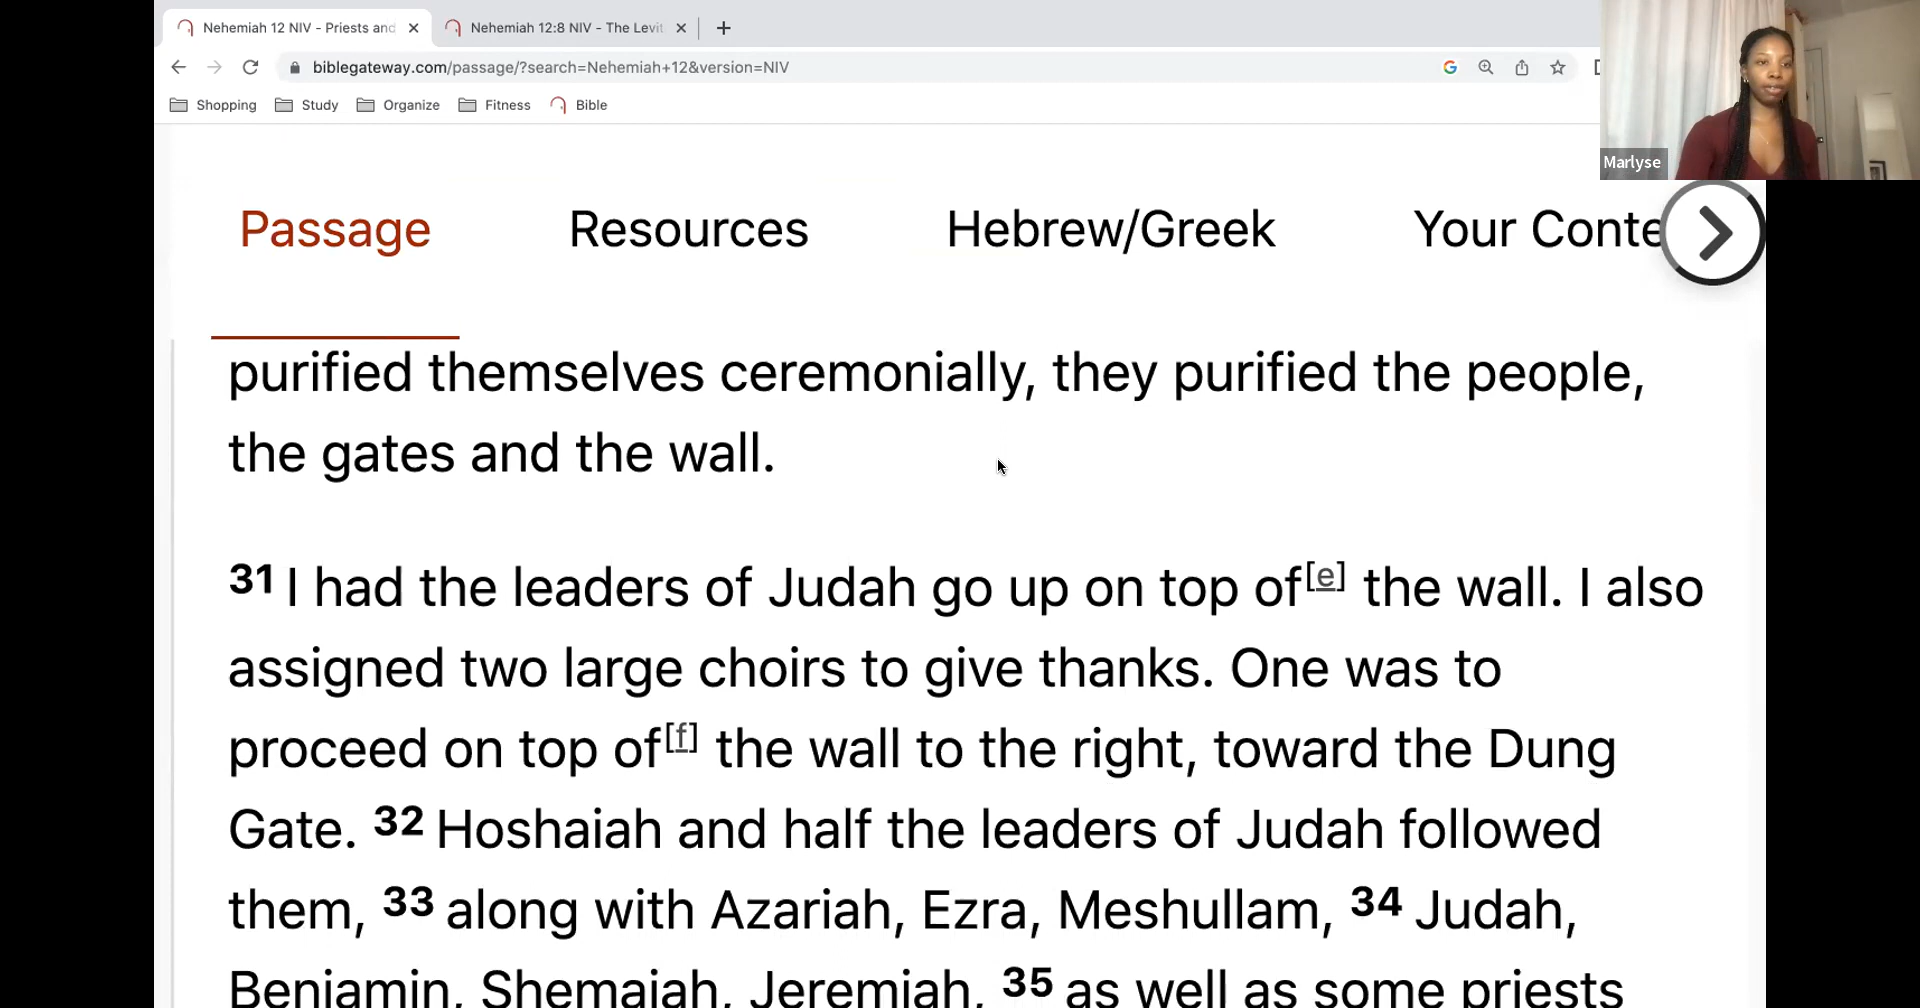 Nehemiah 12 NIV - Priests and
Nehemiah 12:8 NIV - The Levit
biblegateway.com/passage/?search=Nehemiah+12&version=NIV
Shopping Study Organize Fitness Bible
Marlyse
Passage Resources Hebrew/Greek Your Conte
purified themselves ceremonially, they purified the people,
the gates and the wall.
31 I had the leaders of Judah go up on top of[e] the wall. I also
assigned two large choirs to give thanks. One was to
proceed on top of[f] the wall to the right, toward the Dung
Gate. 32 Hoshaiah and half the leaders of Judah followed
them, 33 along with Azariah, Ezra, Meshullam, 34 Judah,
Benjamin, Shemaiah, Jeremiah, 35 as well as some priests